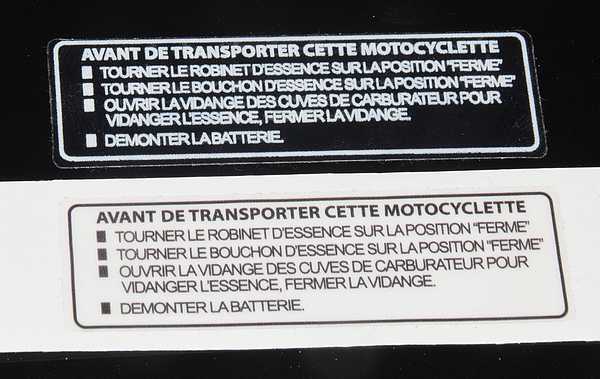 AVANT DE TRANSPORTER CETTE MOTOCYCLETTE
■ TOURNER LE ROBINET D'ESSENCE SUR LA POSITION "FERME"
■ TOURNER LE BOUCHON D'ESSENCE SUR LA POSITION "FERME"
■ OUVRIR LA VIDANGE DES CUVES DE CARBURATEUR POUR
VIDANGER L'ESSENCE, FERMER LA VIDANGE.
■ DEMONTER LA BATTERIE.
AVANT DE TRANSPORTER CETTE MOTOCYCLETTE
■ TOURNER LE ROBINET D'ESSENCE SUR LA POSITION "FERME"
■ TOURNER LE BOUCHON D'ESSENCE SUR LA POSITION "FERME"
■ OUVRIR LA VIDANGE DES CUVES DE CARBURATEUR POUR
VIDANGER L'ESSENCE, FERMER LA VIDANGE.
■ DEMONTER LA BATTERIE.